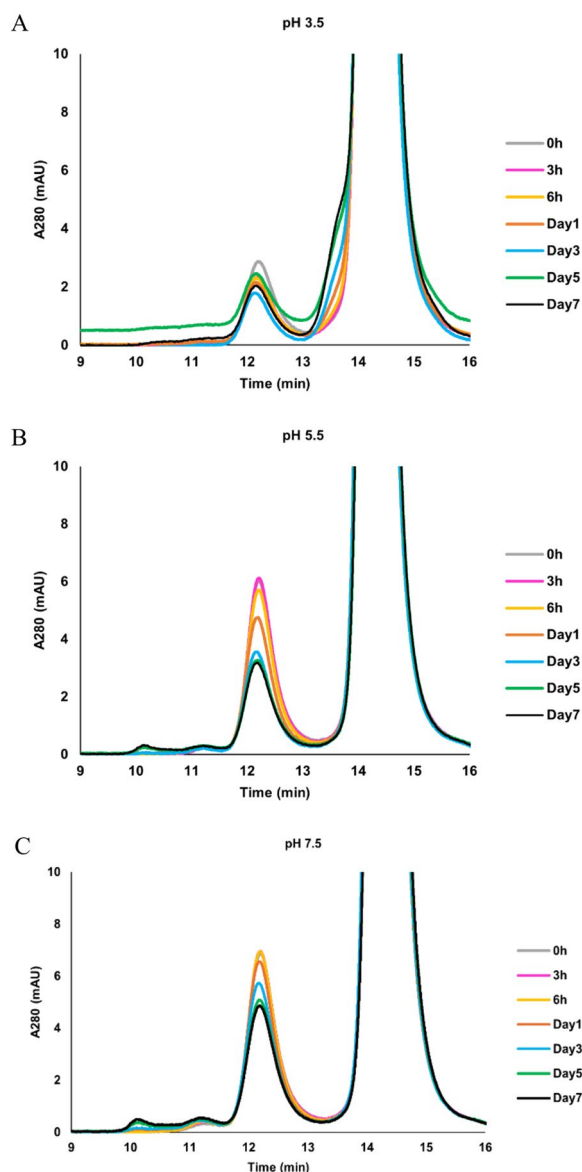 A
pH 3.5
10
8
6
4
2
0
A280 (mAU)
9 10 11 12 13 14 15 16
Time (min)
0h
3h
6h
Day1
Day3
Day5
Day7
B
pH 5.5
10
8
6
4
2
0
A280 (mAU)
9 10 11 12 13 14 15 16
Time (min)
0h
3h
6h
Day1
Day3
Day5
Day7
C
pH 7.5
10
8
6
4
2
0
A280 (mAU)
9 10 11 12 13 14 15 16
Time (min)
0h
3h
6h
Day1
Day3
Day5
Day7